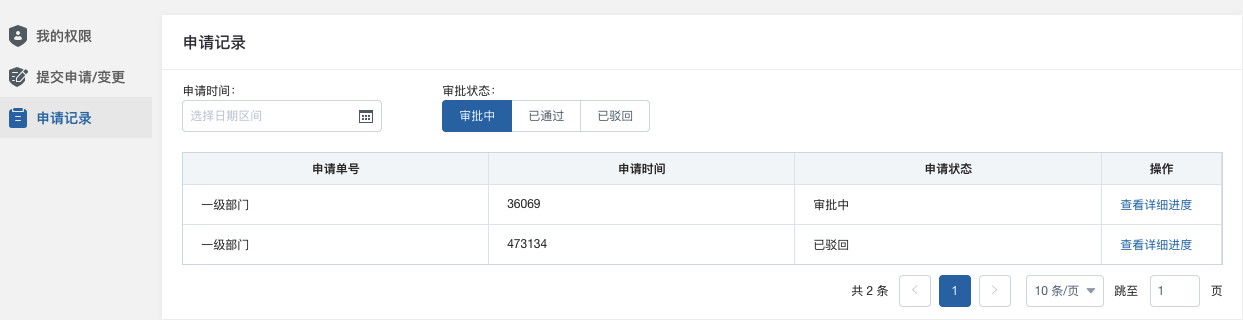 我的权限
提交申请/变更
申请记录
申请记录
申请时间: 审批状态:
选择日期区间 审批中 已通过 已驳回
申请单号 申请时间 申请状态 操作
一级部门 36069 审批中 查看详细进度
一级部门 473134 已驳回 查看详细进度
共 2 条 1 10 条/页 跳至 1 页